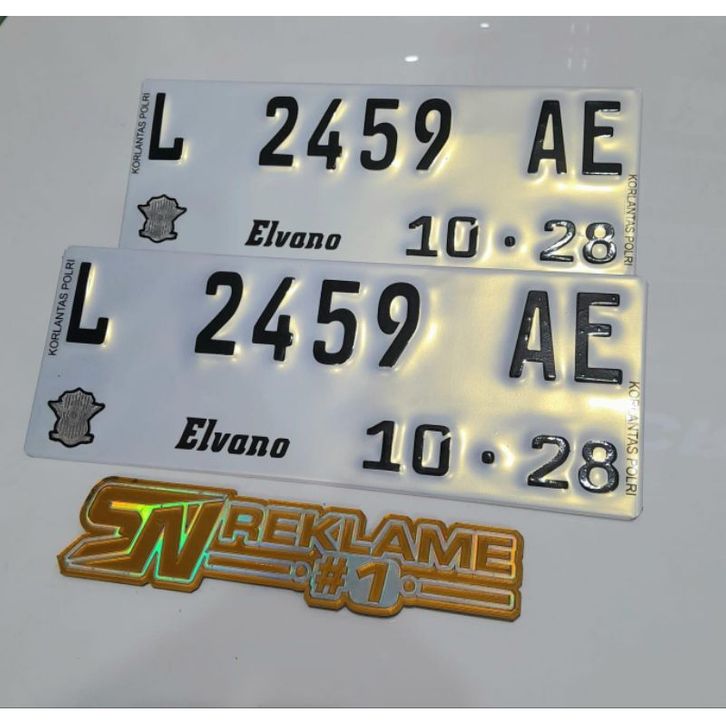 KORLANTAS POLRI
L 2459 AE
KORLANTAS POLRI
Elvano 10 • 28
KORLANTAS POLRI
L 2459 AE
KORLANTAS POLRI
Elvano 10 • 28
SN REKLAME
#1